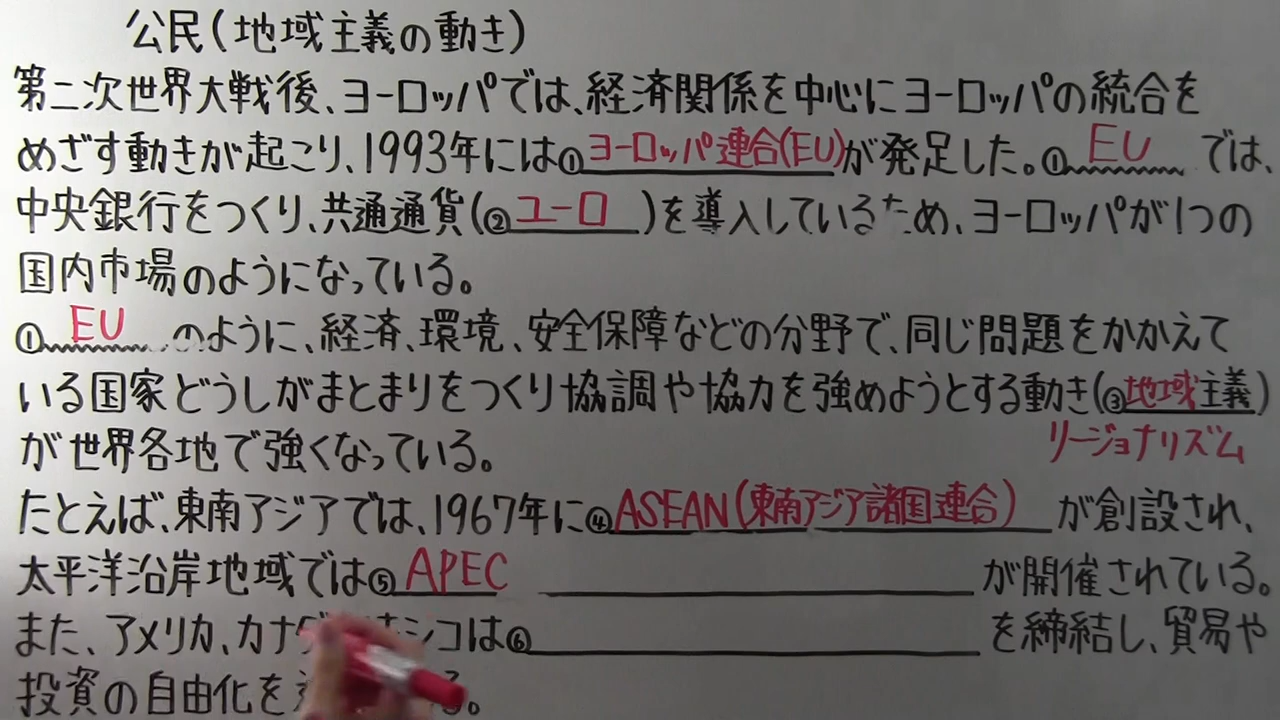 公民(地域主義の動き)
第二次世界大戦後、ヨーロッパでは、経済関係を中心にヨーロッパの統合を
めざす動きが起こり、1993年には①ヨーロッパ連合(EU)が発足した。①EUでは、
中央銀行をつくり、共通通貨(②ユーロ)を導入しているため、ヨーロッパが1つの
国内市場のようになっている。
①EUのように、経済、環境、安全保障などの分野で、同じ問題をかかえて
いる国家どうしがまとまりをつくり協調や協力を強めようとする動き(③地域主義)
リージョナリズム
が世界各地で強くなっている。
たとえば、東南アジアでは、1967年に④ASEAN(東南アジア諸国連合)が創設され、
太平洋沿岸地域では⑤APECが開催されている。
また、アメリカ、カナダ、シコは⑥を締結し、貿易や
投資の自由化を る。